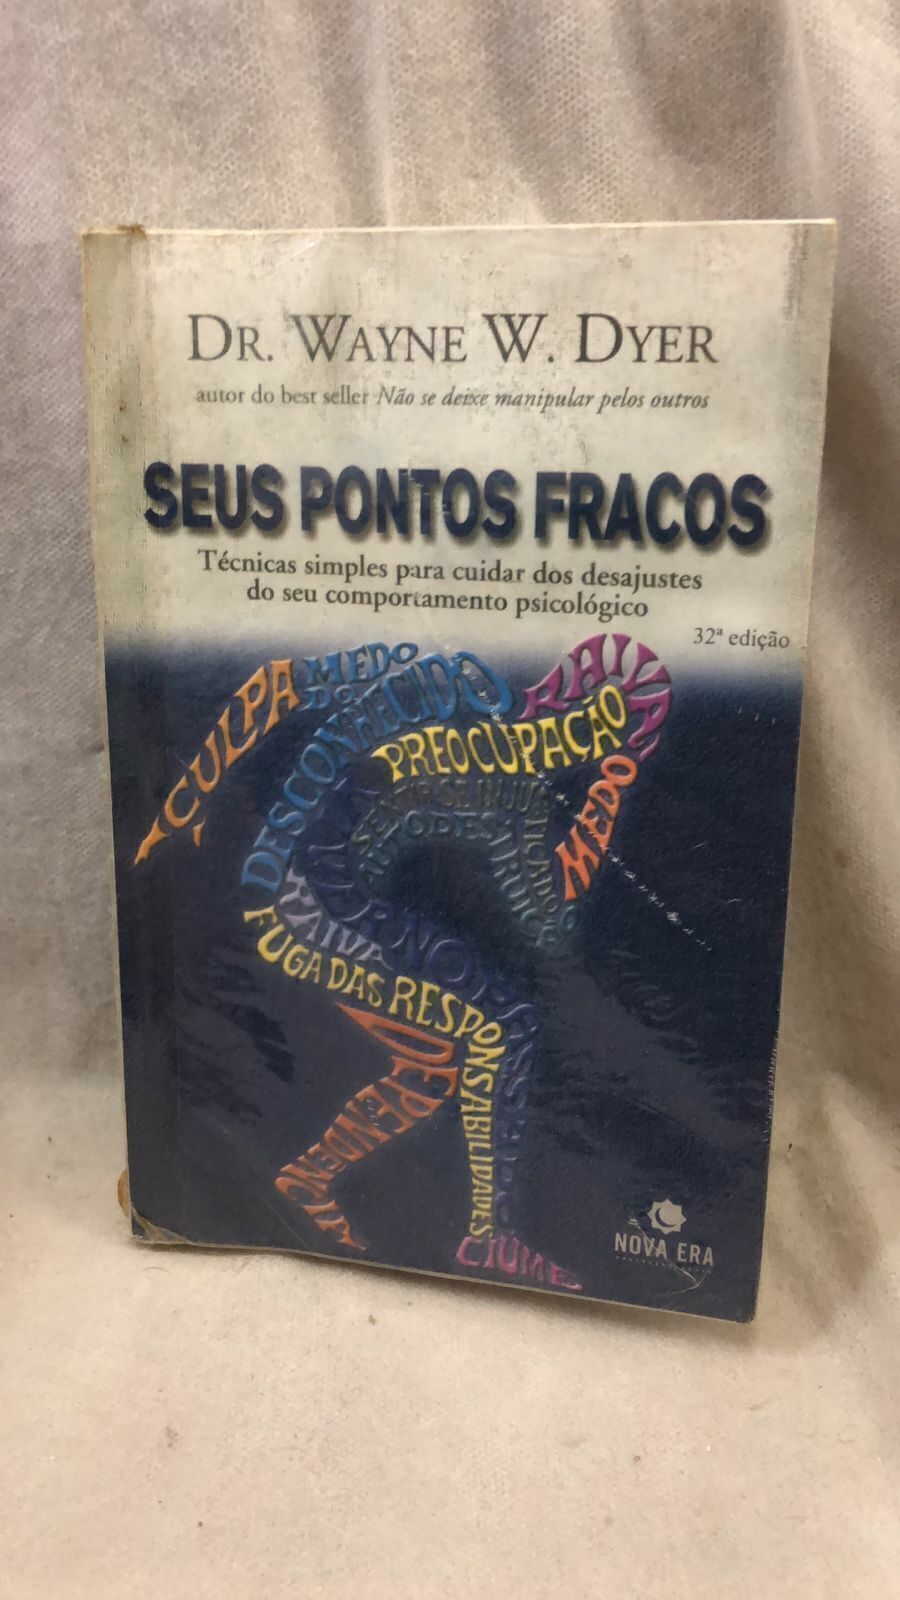 DR. WAYNE W. DYER
autor do best seller Não se deixe manipular pelos outros
SEUS PONTOS FRACOS
Técnicas simples para cuidar dos desajustes
do seu comportamento psicológico
32ª edição
CULPA
MEDO
DO
DESCONHECIDO
RAIVA
PREOCUPAÇÃO
MEDO
RAIVA
FUGA DAS RESPONSABILIDADES
DEPENDÊNCIA
CIÚME
NOVA ERA